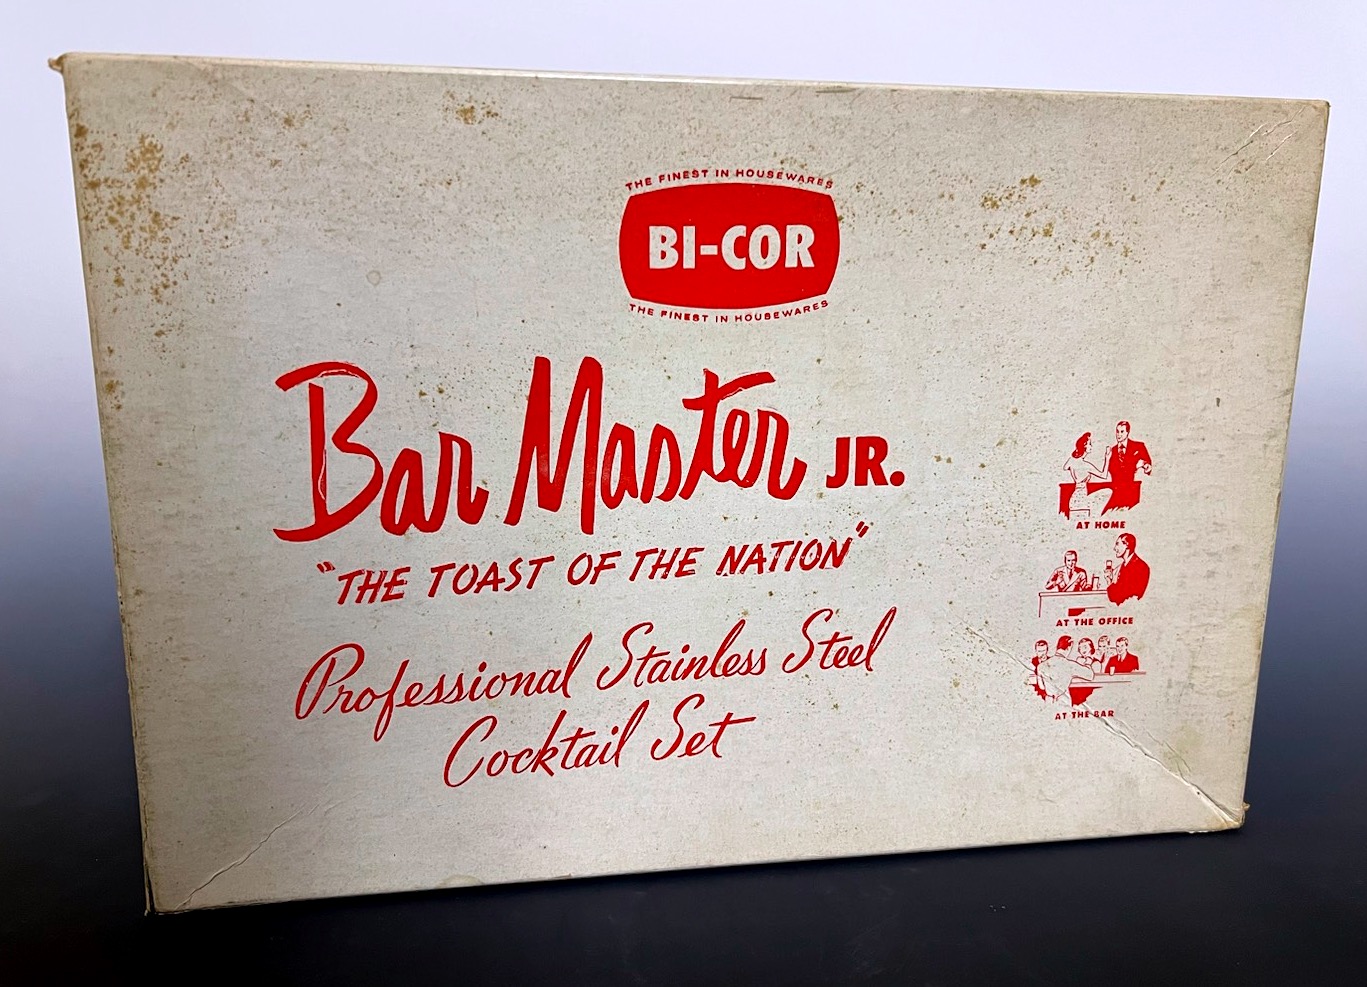 THE FINEST IN HOUSEWARES
BI-COR
THE FINEST IN HOUSEWARES
Bar Master JR.
"THE TOAST OF THE NATION"
Professional Stainless Steel
Cocktail Set
AT HOME
AT THE OFFICE
AT THE BAR